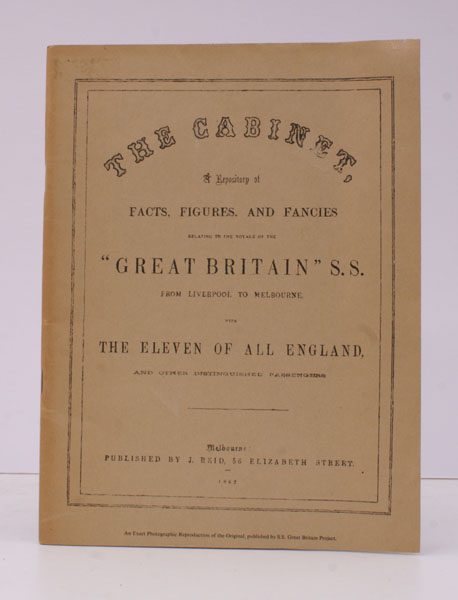 THE CABINET,
A Repository of
FACTS, FIGURES, AND FANCIES
RELATING TO THE VOYAGE OF THE
"GREAT BRITAIN" S.S.
FROM LIVERPOOL TO MELBOURNE,
WITH
THE ELEVEN OF ALL ENGLAND,
AND OTHER DISTINGUISHED PASSENGERS
Melbourne:
PUBLISHED BY J. REID, 56 ELIZABETH STREET.
1862
An Exact Photographic Reproduction of the Original, published by S.S. Great Britain Project.